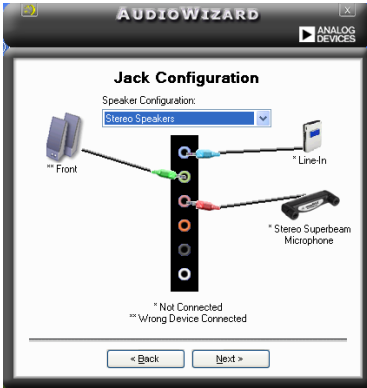 AUDIOWIZARD
X
ANALOG
DEVICES
Jack Configuration
Speaker Configuration:
Stereo Speakers
** Front
* Line-In
* Stereo Superbeam
Microphone
* Not Connected
** Wrong Device Connected
« Back
Next »